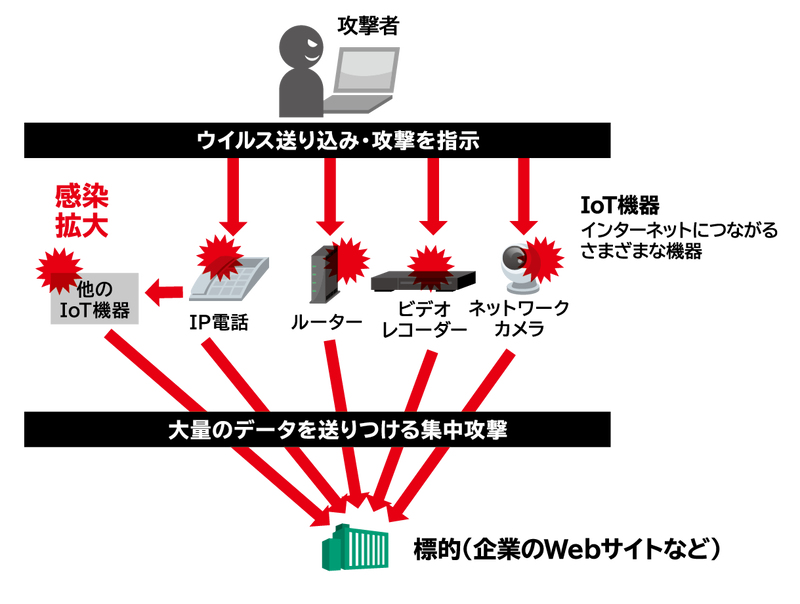 攻撃者
ウイルス送り込み・攻撃を指示
感染
拡大
IoT機器
インターネットにつながる
さまざまな機器
他の
IoT機器
IP電話
ルーター
ビデオ
レコーダー
ネットワーク
カメラ
大量のデータを送りつける集中攻撃
標的(企業のWebサイトなど)